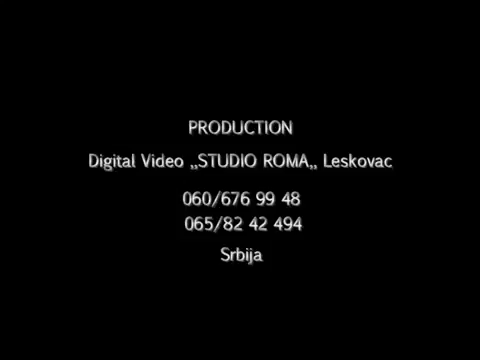 PRODUCTION
Digital Video ,,STUDIO ROMA,, Leskovac
060/676 99 48
065/82 42 494
Srbija